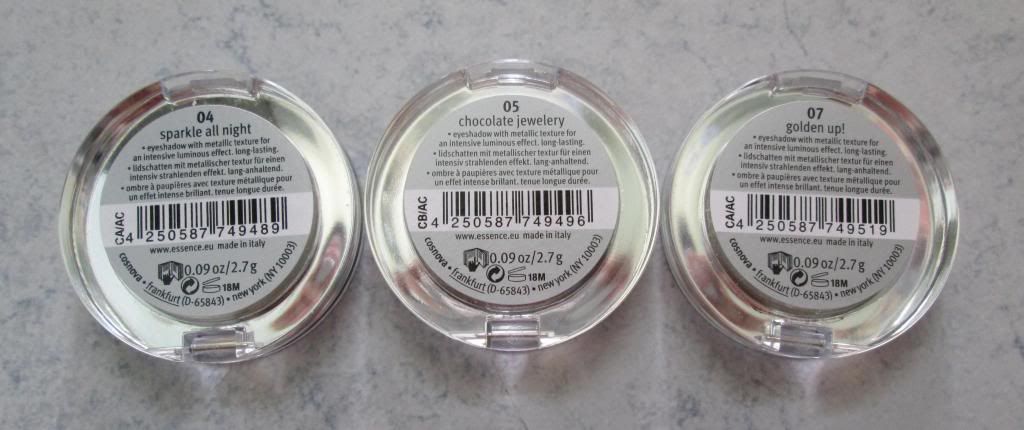 04
sparkle all night
• eyeshadow with metallic texture for
an intensive luminous effect. long-lasting.
• lidschatten mit metallischer textur für einen
intensiv strahlenden effekt. lang-anhaltend.
• ombre à paupières avec texture métallique pour
un effet intense brillant. tenue longue durée.
CA/AC
4 250587 749489
www.essence.eu made in italy
0.09 oz/2.7 g
18M
cosnova • frankfurt (D-65843) • new york (NY 10003)
05
chocolate jewelery
• eyeshadow with metallic texture for
an intensive luminous effect. long-lasting.
• lidschatten mit metallischer textur für einen
intensiv strahlenden effekt. lang-anhaltend.
• ombre à paupières avec texture métallique pour
un effet intense brillant. tenue longue durée.
CB/AC
4 250587 749496
www.essence.eu made in italy
0.09 oz/2.7 g
18M
cosnova • frankfurt (D-65843) • new york (NY 10003)
07
golden up!
• eyeshadow with metallic texture for
an intensive luminous effect. long-lasting.
• lidschatten mit metallischer textur für einen
intensiv strahlenden effekt. lang-anhaltend.
• ombre à paupières avec texture métallique pour
un effet intense brillant. tenue longue durée.
CA/AC
4 250587 749519
www.essence.eu made in italy
0.09 oz/2.7 g
18M
cosnova • frankfurt (D-65843) • new york (NY 10003)